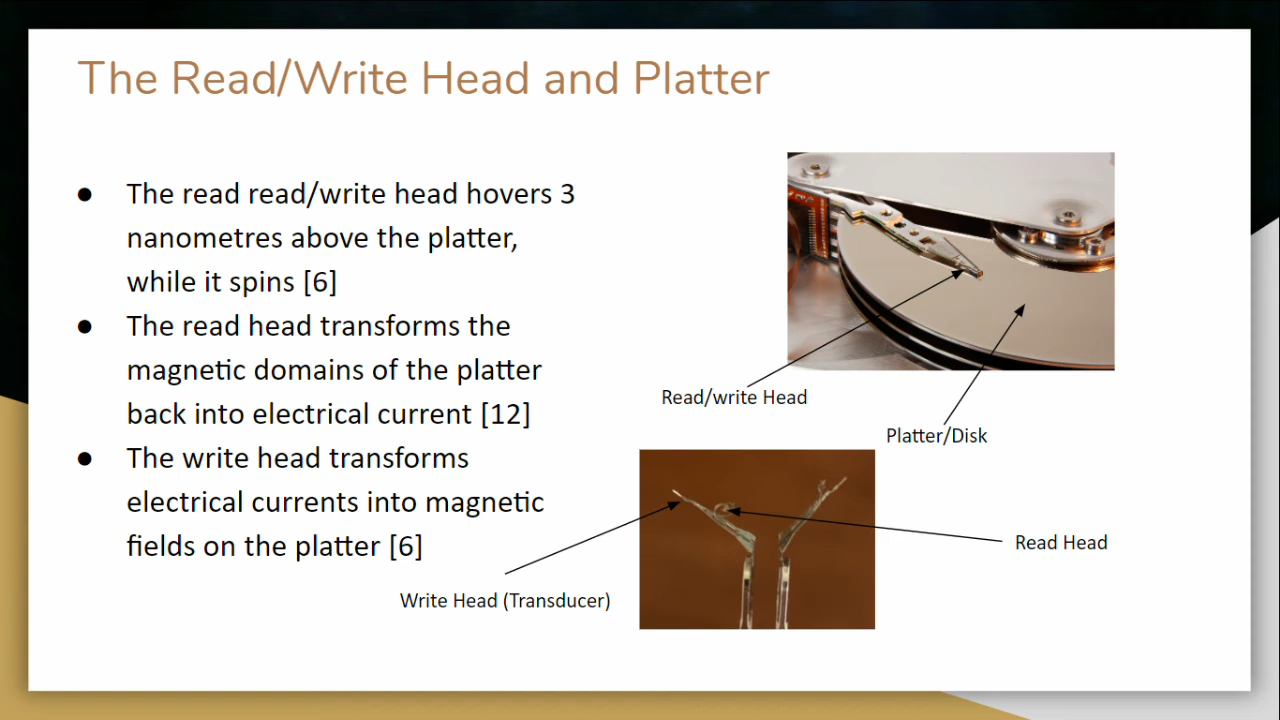 The Read/Write Head and Platter
● The read read/write head hovers 3
nanometres above the platter,
while it spins [6]
● The read head transforms the
magnetic domains of the platter
back into electrical current [12]
● The write head transforms
electrical currents into magnetic
fields on the platter [6]
Read/write Head
Platter/Disk
Read Head
Write Head (Transducer)